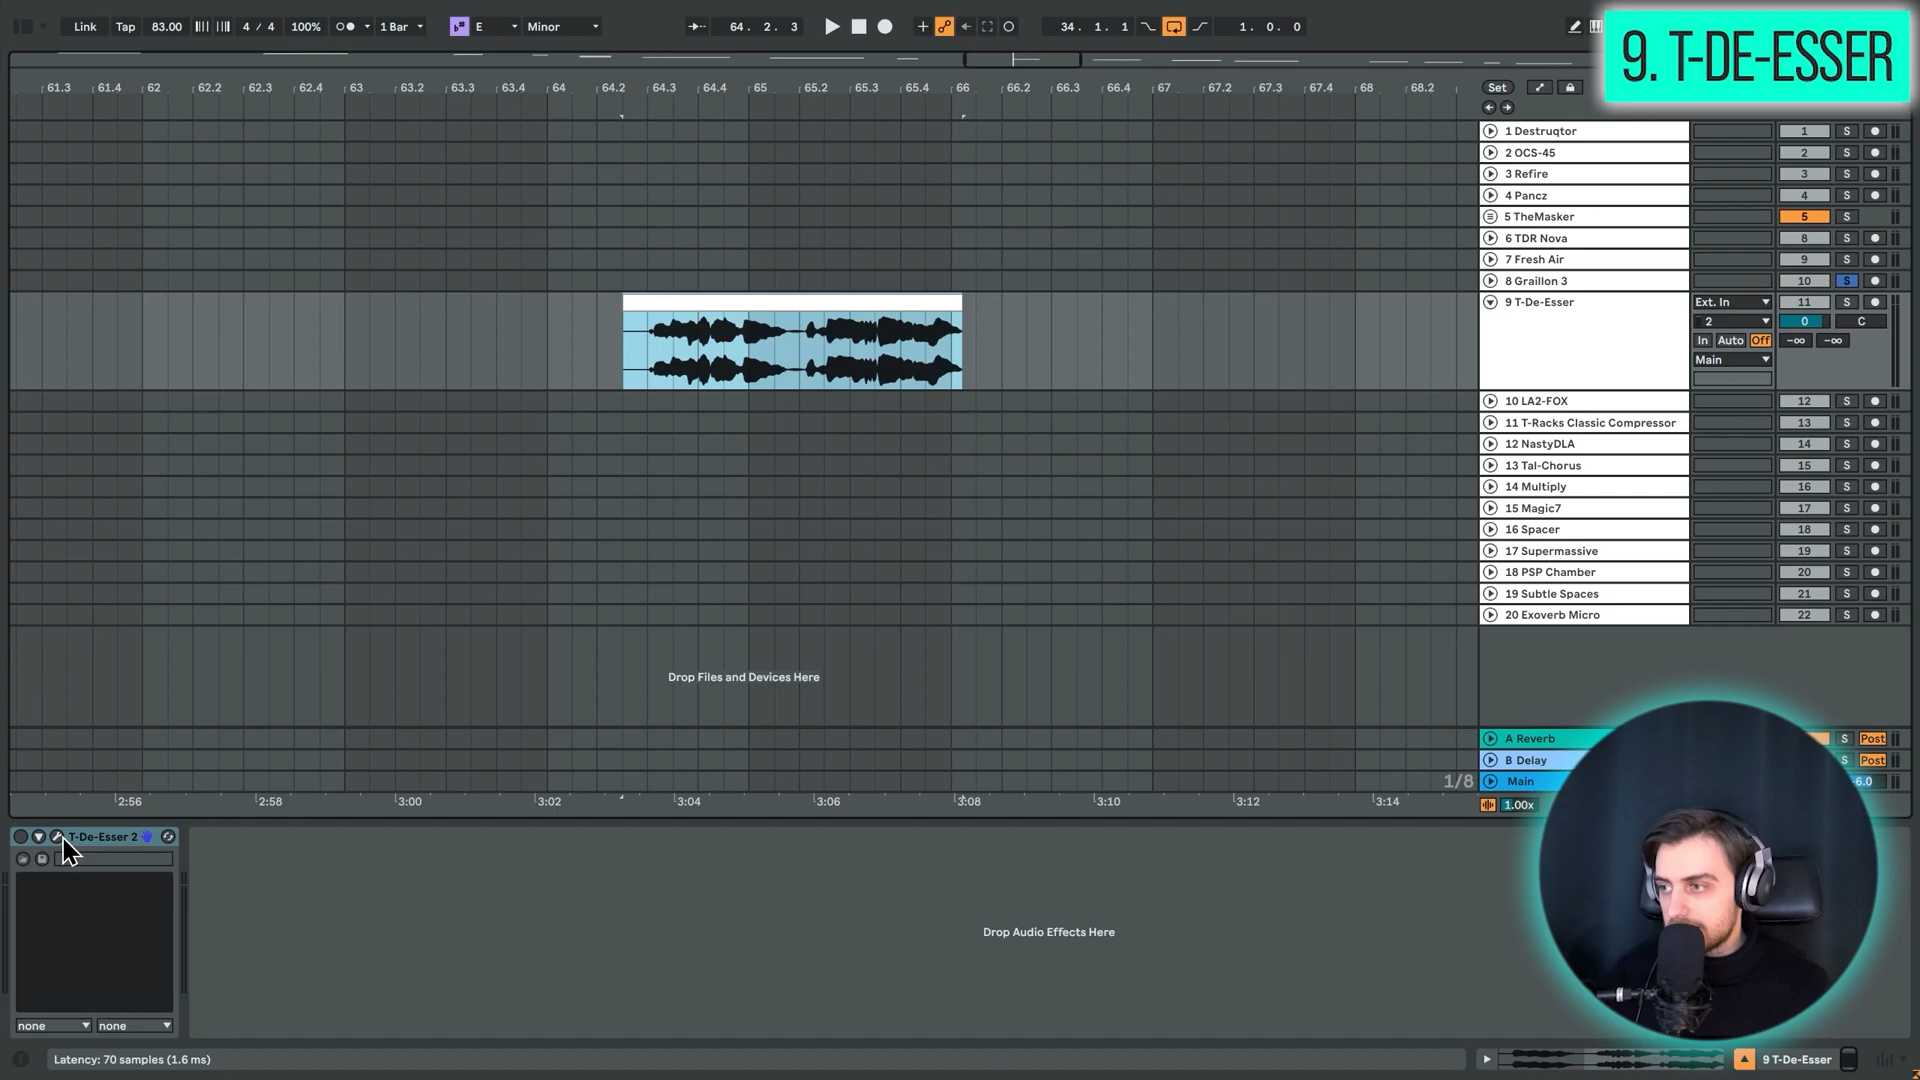 Link Tap 83.00 4 / 4 100% 1 Bar E Minor 64. 2. 3 34. 1. 1 1. 0. 0
9. T-DE-ESSER
61.3 61.4 62 62.2 62.3 62.4 63 63.2 63.3 63.4 64 64.2 64.3 64.4 65 65.2 65.3 65.4 66 66.2 66.3 66.4 67 67.2 67.3 67.4 68 68.2 Set
1 Destruqtor 1 S
2 OCS-45 2 S
3 Refire 3 S
4 Pancz 4 S
5 TheMasker 5 S
6 TDR Nova 8 S
7 Fresh Air 9 S
8 Graillon 3 10 S
9 T-De-Esser Ext. In 11 S
2 0 C
In Auto Off -∞ -∞
Main
10 LA2-FOX 12 S
11 T-Racks Classic Compressor 13 S
12 NastyDLA 14 S
13 Tal-Chorus 15 S
14 Multiply 16 S
15 Magic7 17 S
16 Spacer 18 S
17 Supermassive 19 S
18 PSP Chamber 20 S
19 Subtle Spaces 21 S
20 Exoverb Micro 22 S
Drop Files and Devices Here
A Reverb S Post
B Delay S Post
1/8 Main -6.0
2:56 2:58 3:00 3:02 3:04 3:06 3:08 3:10 3:12 3:14 1.00x
T-De-Esser 2
Drop Audio Effects Here
none none
Latency: 70 samples (1.6 ms) 9 T-De-Esser